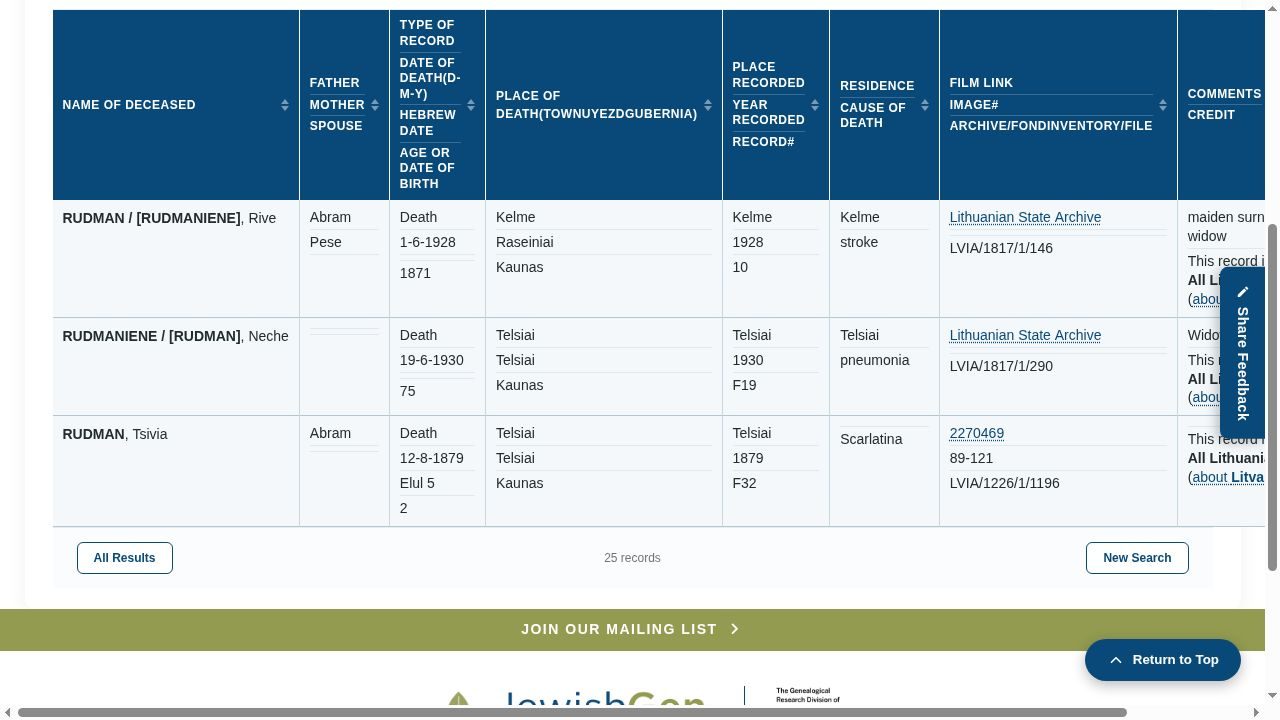 NAME OF DECEASED
FATHER
MOTHER
SPOUSE
TYPE OF
RECORD
DATE OF
DEATH(D-
M-Y)
HEBREW
DATE
AGE OR
DATE OF
BIRTH
PLACE OF
DEATH(TOWNUYEZDGUBERNIA)
PLACE
RECORDED
YEAR
RECORDED
RECORD#
RESIDENCE
CAUSE OF
DEATH
FILM LINK
IMAGE#
ARCHIVE/FONDINVENTORY/FILE
COMMENTS
CREDIT
RUDMAN / [RUDMANIENE], Rive
Abram
Pese
Death
1-6-1928
1871
Kelme
Raseiniai
Kaunas
Kelme
1928
10
Kelme
stroke
Lithuanian State Archive
LVIA/1817/1/146
maiden surn
widow
This record i
All Li
(abou
RUDMANIENE / [RUDMAN], Neche
Death
19-6-1930
75
Telsiai
Telsiai
Kaunas
Telsiai
1930
F19
Telsiai
pneumonia
Lithuanian State Archive
LVIA/1817/1/290
Wido
This
All Li
(abou
RUDMAN, Tsivia
Abram
Death
12-8-1879
Elul 5
2
Telsiai
Telsiai
Kaunas
Telsiai
1879
F32
Scarlatina
2270469
89-121
LVIA/1226/1/1196
This record
All Lithuani
(about Litva
Share Feedback
All Results
25 records
New Search
JOIN OUR MAILING LIST
Return to Top
JewishGen
The Genealogical
Research Division of